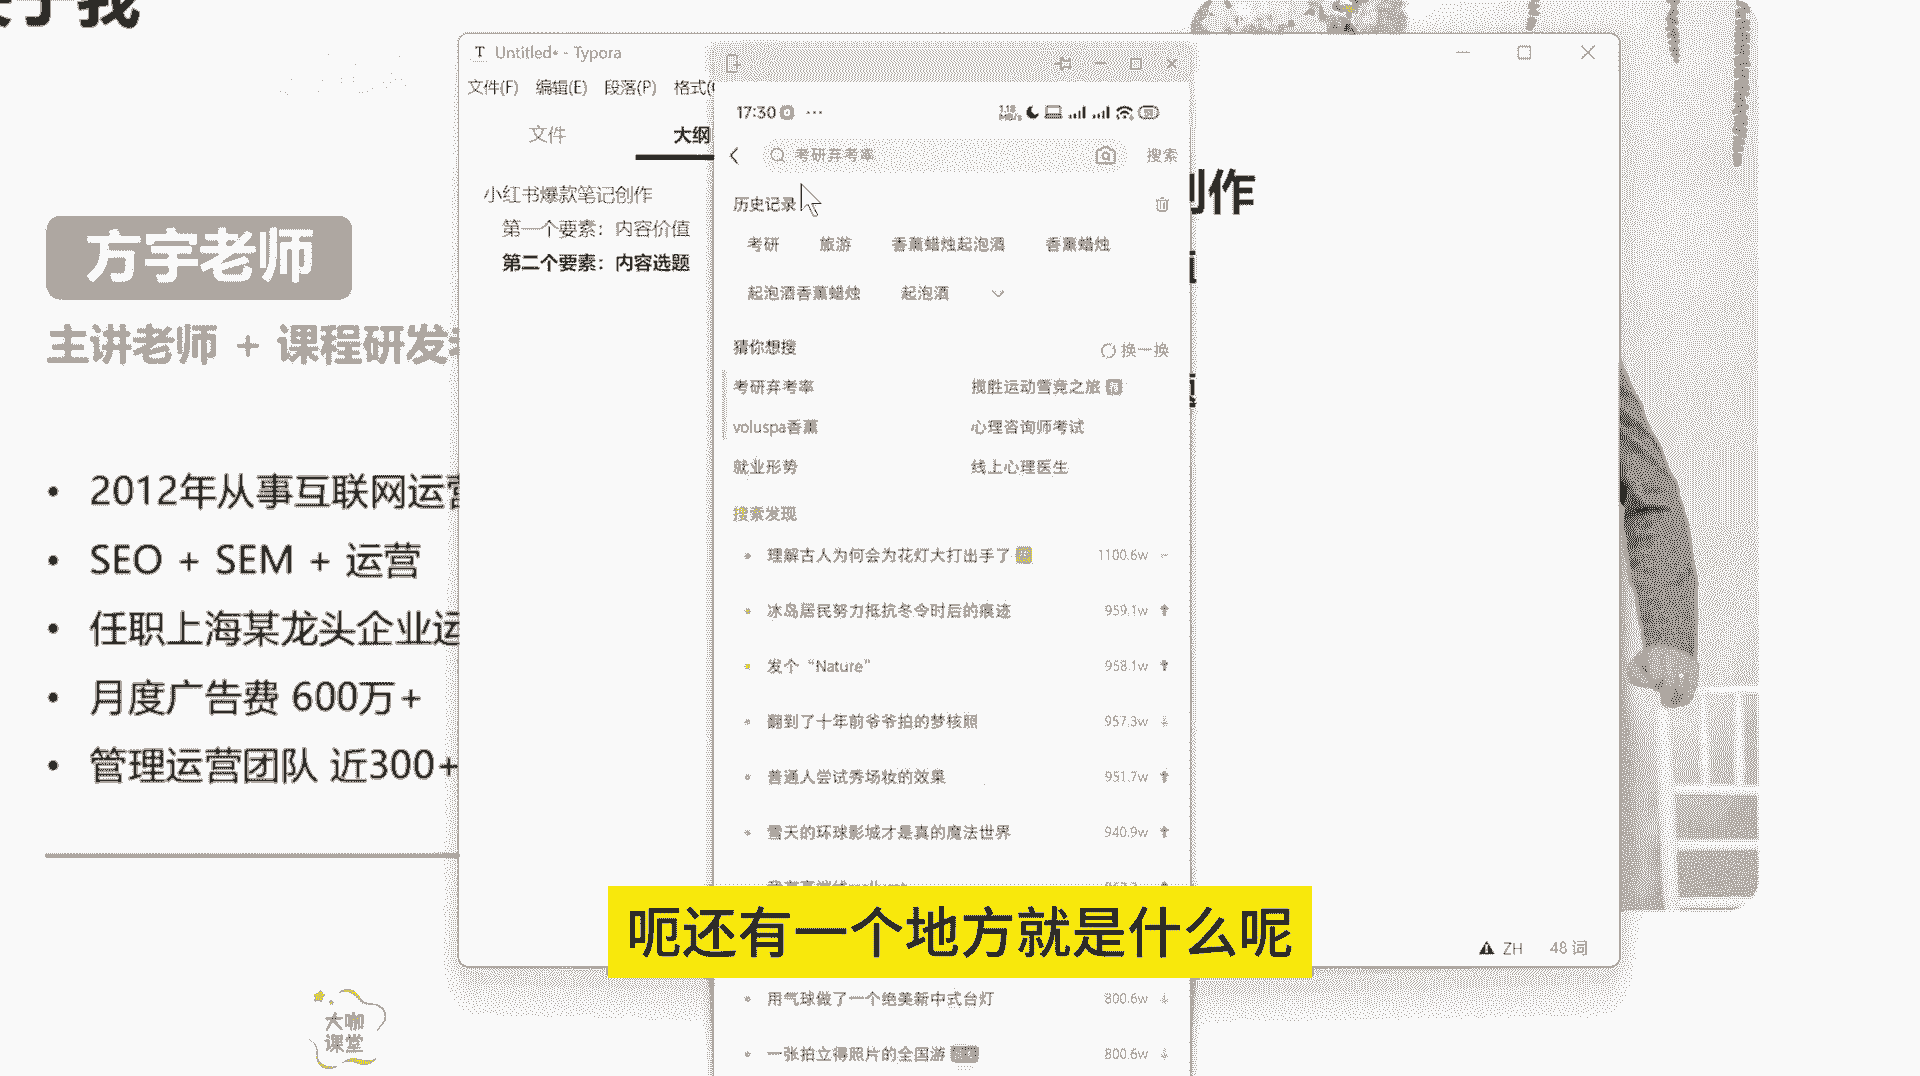 我
方宇老师
主讲老师 + 课程研发
2012年从事互联网运营
SEO + SEM + 运营
任职上海某龙头企业运
月度广告费 600万+
管理运营团队 近300+
大咖
课堂
T Untitled• - Typora
文件(F) 编辑(E) 段落(P) 格式(
文件 大纲
小红书爆款笔记创作
第一个要素：内容价值
第二个要素：内容选题
创作
17:30 ···
考研弃考率 搜索
历史记录
考研 旅游 香薰蜡烛起泡酒 香薰蜡烛
起泡酒香薰蜡烛 起泡酒
猜你想搜 换一换
考研弃考率 揽胜运动雪竞之旅
voluspa香薰 心理咨询师考试
就业形势 线上心理医生
搜索发现
理解古人为何会为花灯大打出手了 1100.6w
冰岛居民努力抵抗冬令时后的痕迹 959.1w
发个“Nature” 958.1w
翻到了十年前爷爷拍的梦核照 957.3w
普通人尝试秀场妆的效果 951.7w
雪天的环球影城才是真的魔法世界 940.9w
呃还有一个地方就是什么呢
用气球做了一个绝美新中式台灯 800.6w
一张拍立得照片的全国游 800.6w
ZH 48 词